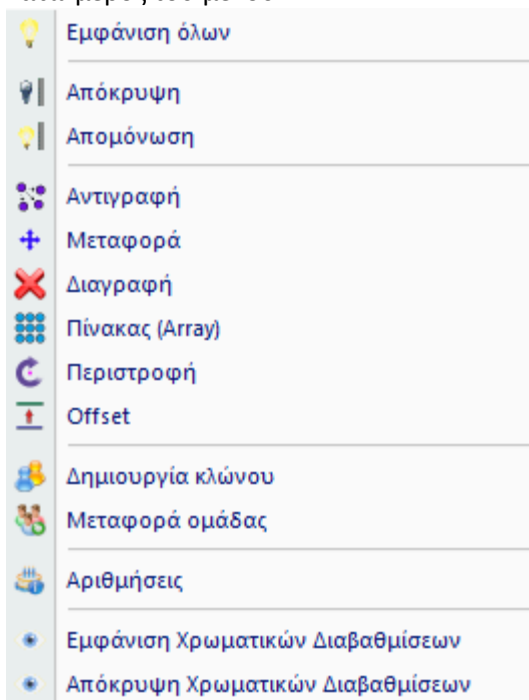 Εμφάνιση όλων
Απόκρυψη
Απομόνωση
Αντιγραφή
Μεταφορά
Διαγραφή
Πίνακας (Array)
Περιστροφή
Offset
Δημιουργία κλώνου
Μεταφορά ομάδας
Αριθμήσεις
Εμφάνιση Χρωματικών Διαβαθμίσεων
Απόκρυψη Χρωματικών Διαβαθμίσεων